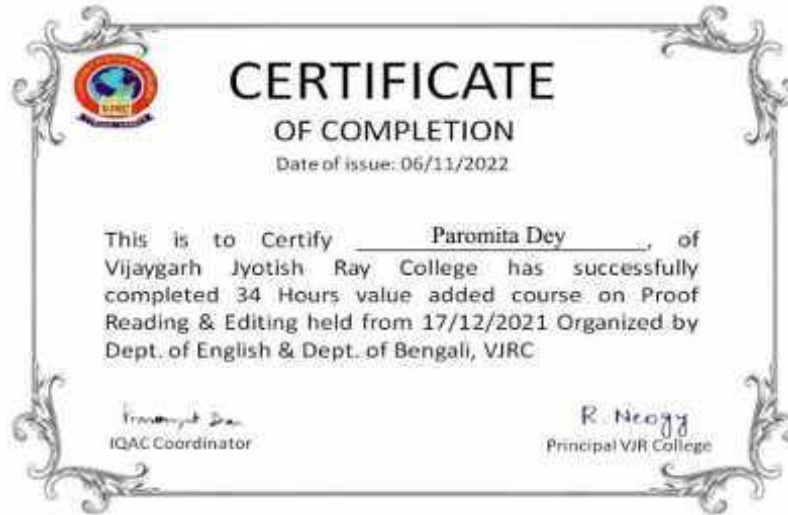 VJRC
CERTIFICATE
OF COMPLETION
Date of issue: 06/11/2022
This is to Certify Paromita Dey, of
Vijaygarh Jyotish Ray College has successfully
completed 34 Hours value added course on Proof
Reading & Editing held from 17/12/2021 Organized by
Dept. of English & Dept. of Bengali, VJRC
R. Neogy
IQAC Coordinator
Principal VJR College